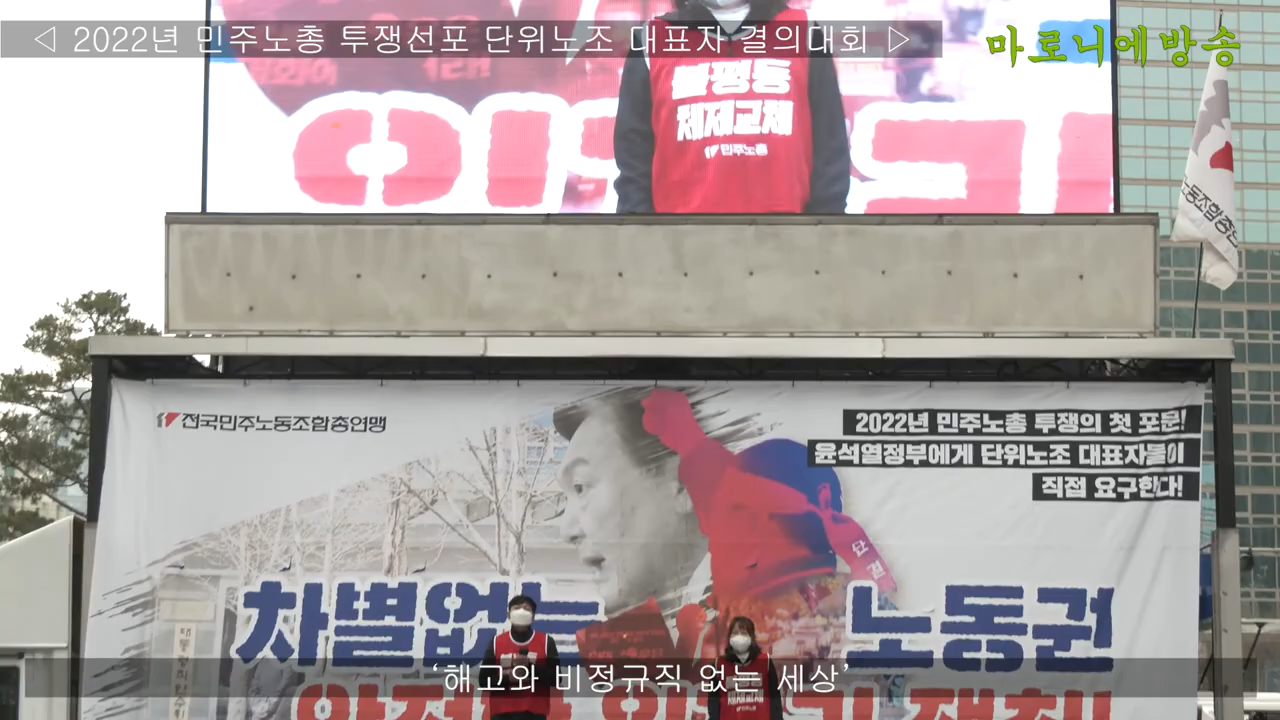 ◁ 2022년 민주노총 투쟁선포 단위노조 대표자 결의대회 ▷
마로니에방송
불평등
체제교체
민주노총
전국민주노동조합총연맹
2022년 민주노총 투쟁의 첫 포문!
윤석열정부에게 단위노조 대표자들이
직접 요구한다!
단결
차별없는 노동권
‘해고와 비정규직 없는 세상’